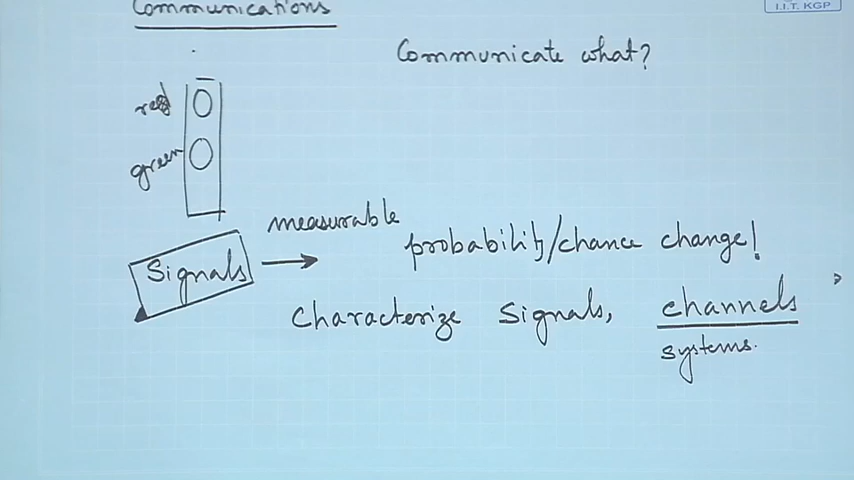 Communications
I.I.T. KGP
Communicate what?
red
green
measurable
probability/chance change!
Signals
Characterize Signals, channels
systems.